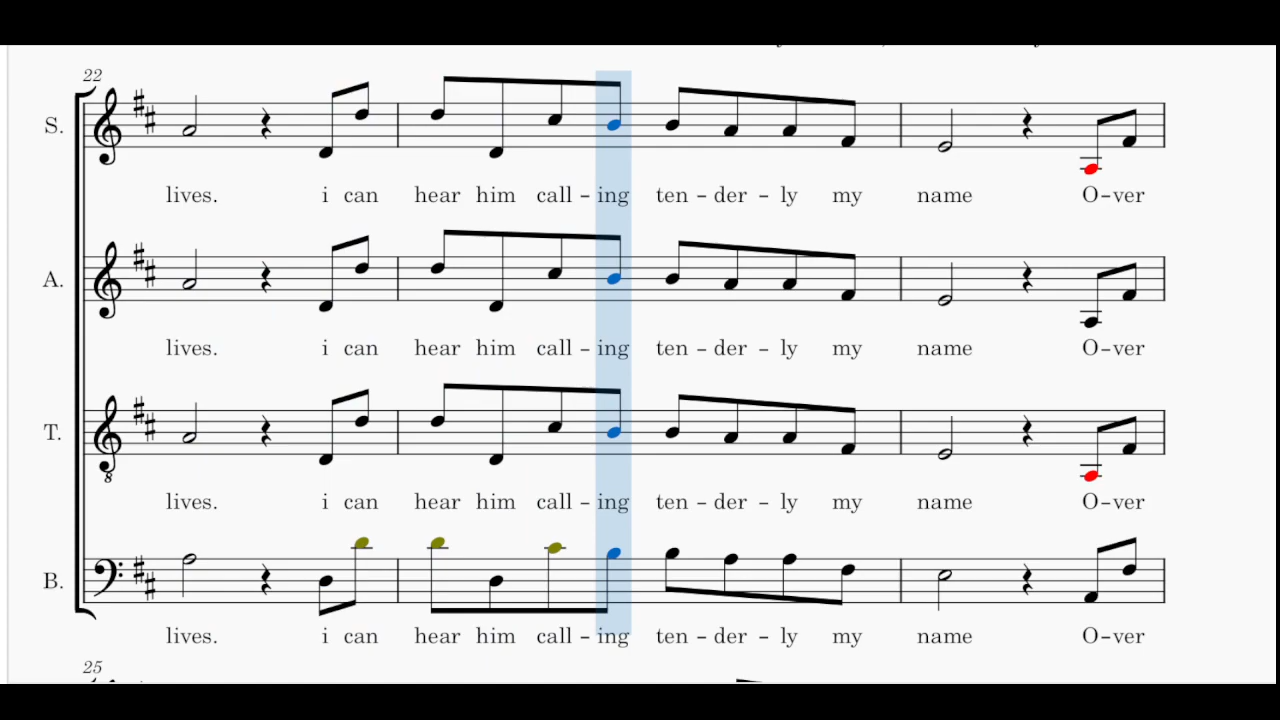 22
S.
lives. i can hear him call - ing ten - der - ly my name O-ver
A.
lives. i can hear him call - ing ten - der - ly my name O-ver
T.
8
lives. i can hear him call - ing ten - der - ly my name O-ver
B.
lives. i can hear him call - ing ten - der - ly my name O-ver
25